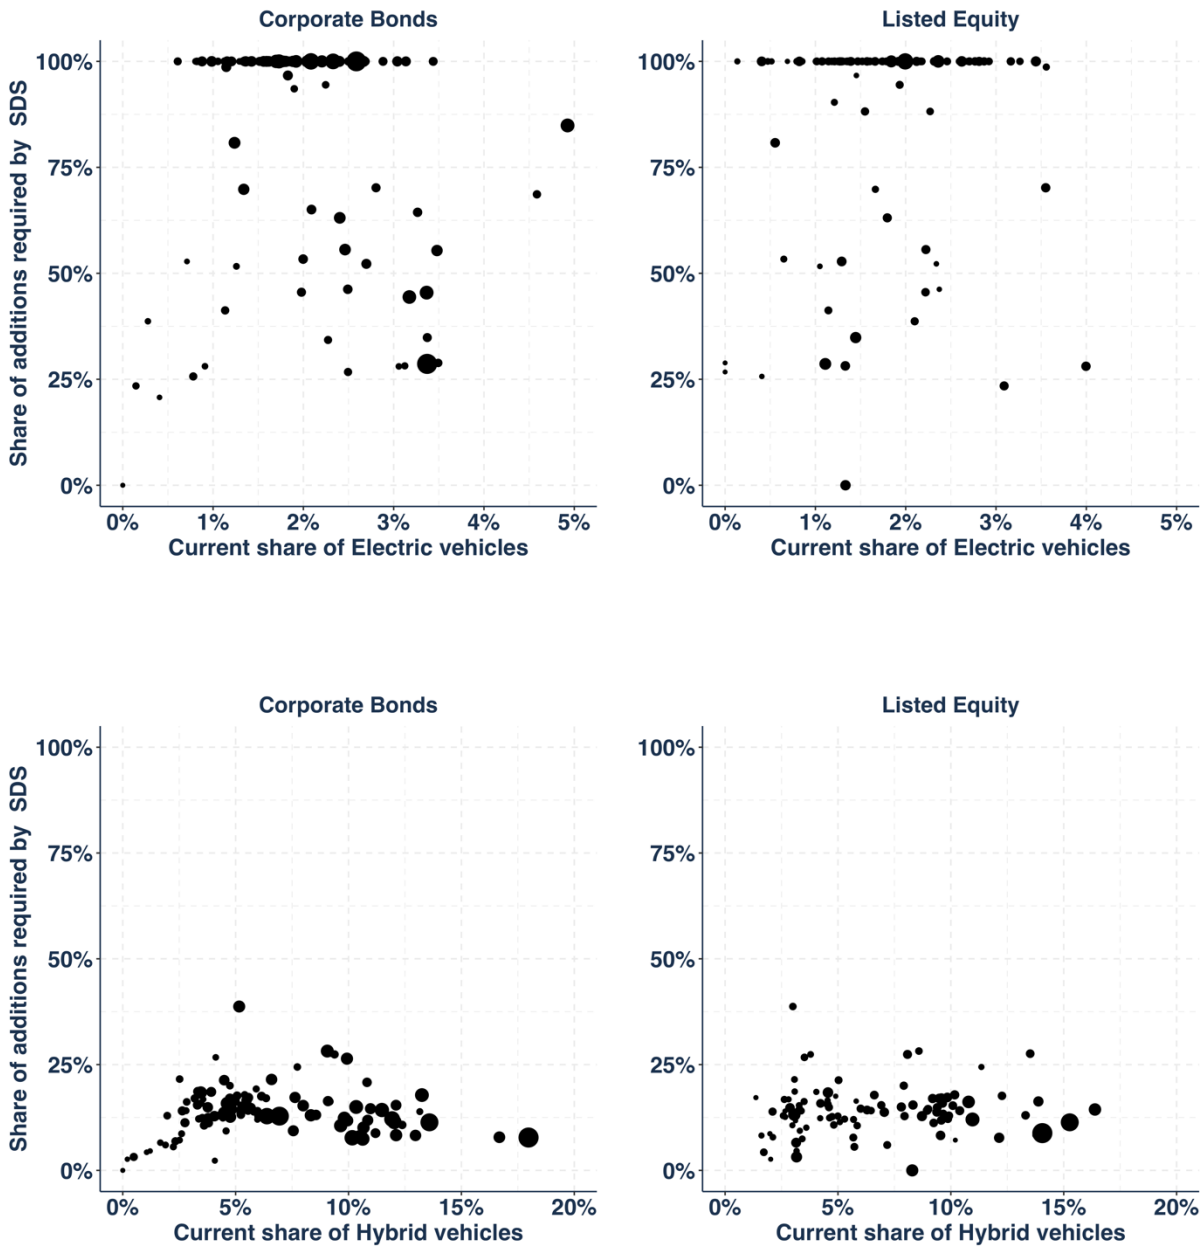 Corporate Bonds
Listed Equity
Share of additions required by  SDS
100%
75%
50%
25%
0%
0% 1% 2% 3% 4% 5%
Current share of Electric vehicles
100%
75%
50%
25%
0%
0% 1% 2% 3% 4% 5%
Current share of Electric vehicles
Corporate Bonds
Listed Equity
Share of additions required by  SDS
100%
75%
50%
25%
0%
0% 5% 10% 15% 20%
Current share of Hybrid vehicles
100%
75%
50%
25%
0%
0% 5% 10% 15% 20%
Current share of Hybrid vehicles